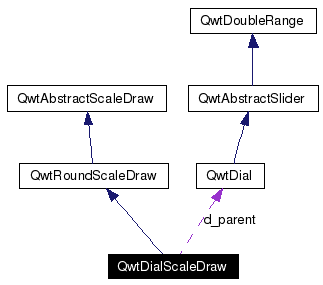 QwtDoubleRange
QwtAbstractScaleDraw
QwtAbstractSlider
QwtRoundScaleDraw
QwtDial
d_parent
QwtDialScaleDraw